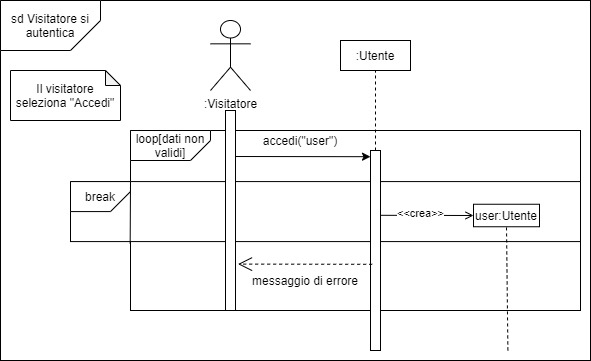 sd Visitatore si
autentica
Il visitatore
seleziona "Accedi"
:Visitatore
:Utente
loop[dati non
validi]
accedi("user")
break
<<crea>>
user:Utente
messaggio di errore